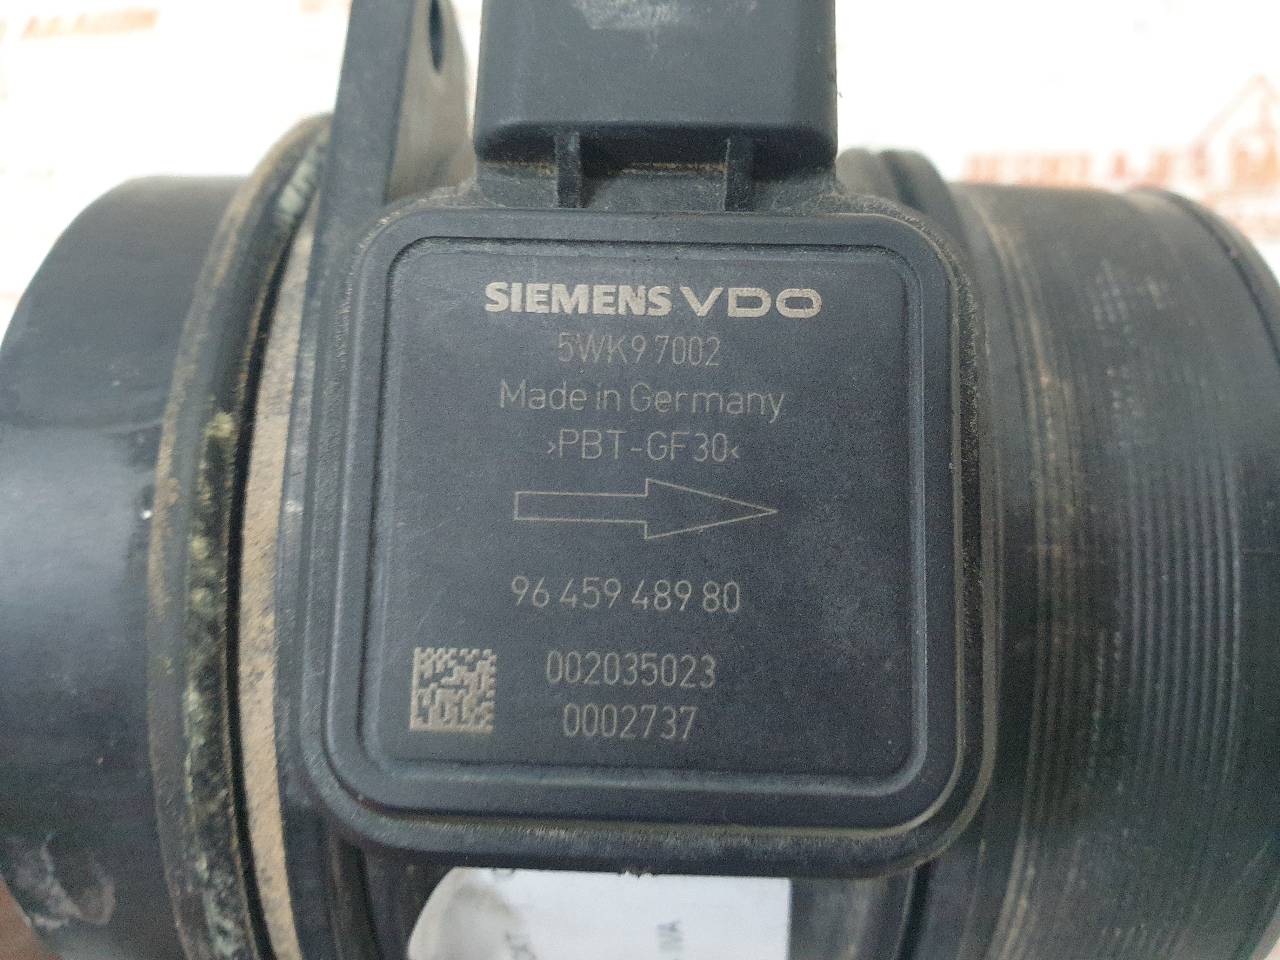 SIEMENS VDO
5WK9 7002
Made in Germany
>PBT-GF30<
96 459 489 80
002035023
0002737